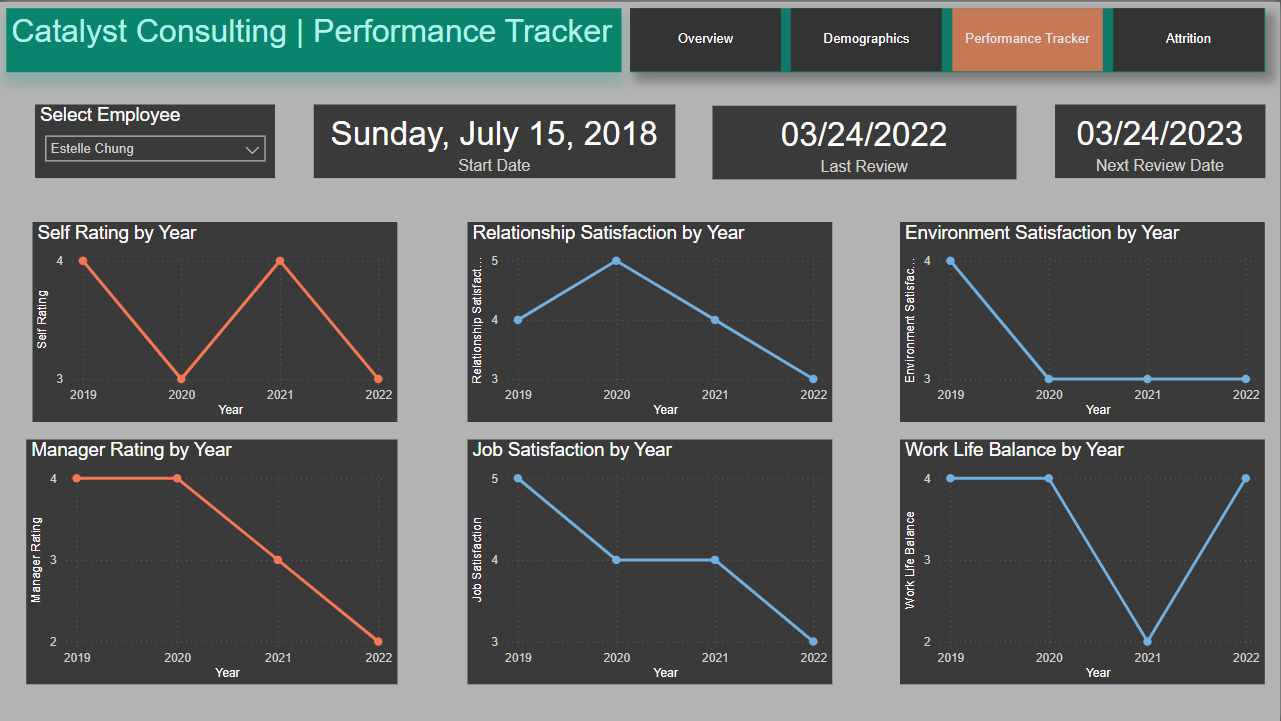 Catalyst Consulting | Performance Tracker
Overview
Demographics
Performance Tracker
Attrition
Select Employee
Estelle Chung
Sunday, July 15, 2018
Start Date
03/24/2022
Last Review
03/24/2023
Next Review Date
Self Rating by Year
Self Rating
4
3
2019 2020 2021 2022
Year
Relationship Satisfaction by Year
Relationship Satisfact...
5
4
3
2019 2020 2021 2022
Year
Environment Satisfaction by Year
Environment Satisfac...
4
3
2019 2020 2021 2022
Year
Manager Rating by Year
Manager Rating
4
3
2
2019 2020 2021 2022
Year
Job Satisfaction by Year
Job Satisfaction
5
4
3
2019 2020 2021 2022
Year
Work Life Balance by Year
Work Life Balance
4
3
2
2019 2020 2021 2022
Year